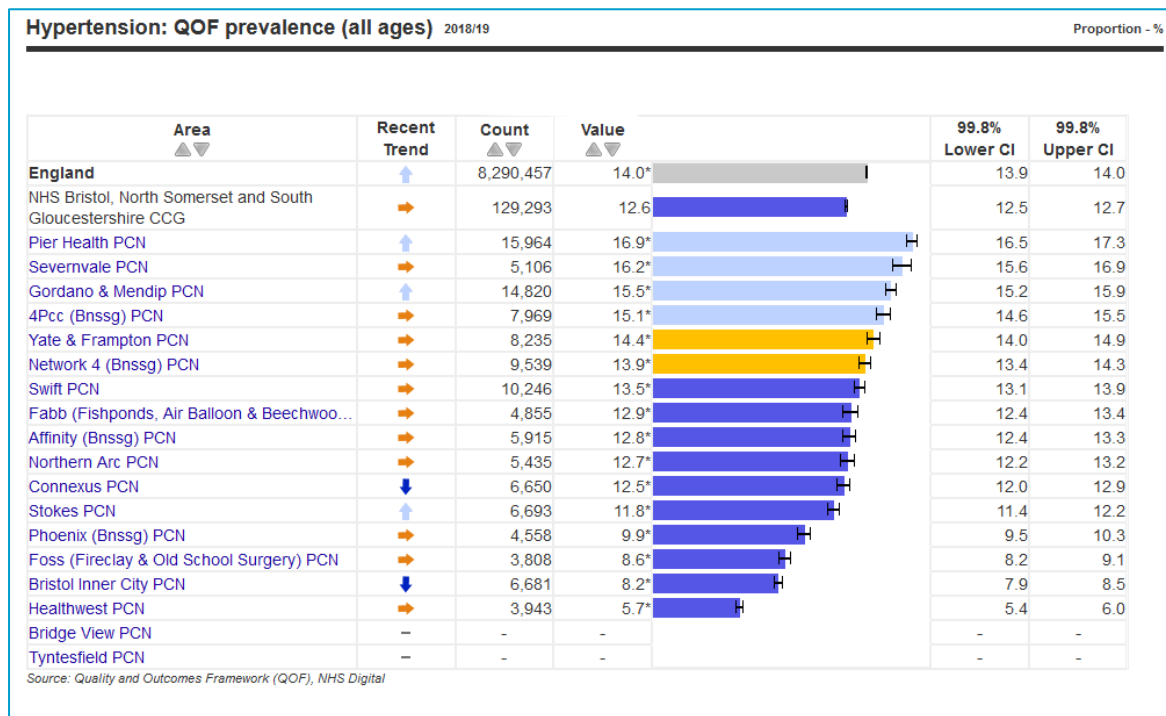 Hypertension: QOF prevalence (all ages) 2018/19 Proportion - %
Area Recent Trend Count Value 99.8% Lower CI 99.8% Upper CI
England 8,290,457 14.0* 13.9 14.0
NHS Bristol, North Somerset and South
Gloucestershire CCG 129,293 12.6 12.5 12.7
Pier Health PCN 15,964 16.9* 16.5 17.3
Severnvale PCN 5,106 16.2* 15.6 16.9
Gordano & Mendip PCN 14,820 15.5* 15.2 15.9
4Pcc (Bnssg) PCN 7,969 15.1* 14.6 15.5
Yate & Frampton PCN 8,235 14.4* 14.0 14.9
Network 4 (Bnssg) PCN 9,539 13.9* 13.4 14.3
Swift PCN 10,246 13.5* 13.1 13.9
Fabb (Fishponds, Air Balloon & Beechwoo... 4,855 12.9* 12.4 13.4
Affinity (Bnssg) PCN 5,915 12.8* 12.4 13.3
Northern Arc PCN 5,435 12.7* 12.2 13.2
Connexus PCN 6,650 12.5* 12.0 12.9
Stokes PCN 6,693 11.8* 11.4 12.2
Phoenix (Bnssg) PCN 4,558 9.9* 9.5 10.3
Foss (Fireclay & Old School Surgery) PCN 3,808 8.6* 8.2 9.1
Bristol Inner City PCN 6,681 8.2* 7.9 8.5
Healthwest PCN 3,943 5.7* 5.4 6.0
Bridge View PCN – - - - -
Tyntesfield PCN – - - - -
Source: Quality and Outcomes Framework (QOF), NHS Digital